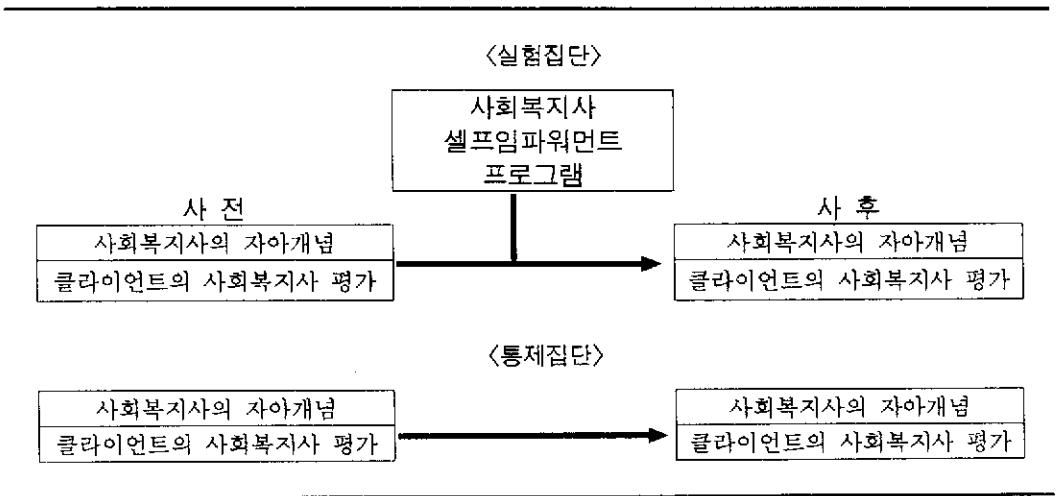 〈실험집단〉
사회복지사
셀프임파워먼트
프로그램
사 전
사회복지사의 자아개념
클라이언트의 사회복지사 평가
사 후
사회복지사의 자아개념
클라이언트의 사회복지사 평가
〈통제집단〉
사회복지사의 자아개념
클라이언트의 사회복지사 평가
사회복지사의 자아개념
클라이언트의 사회복지사 평가